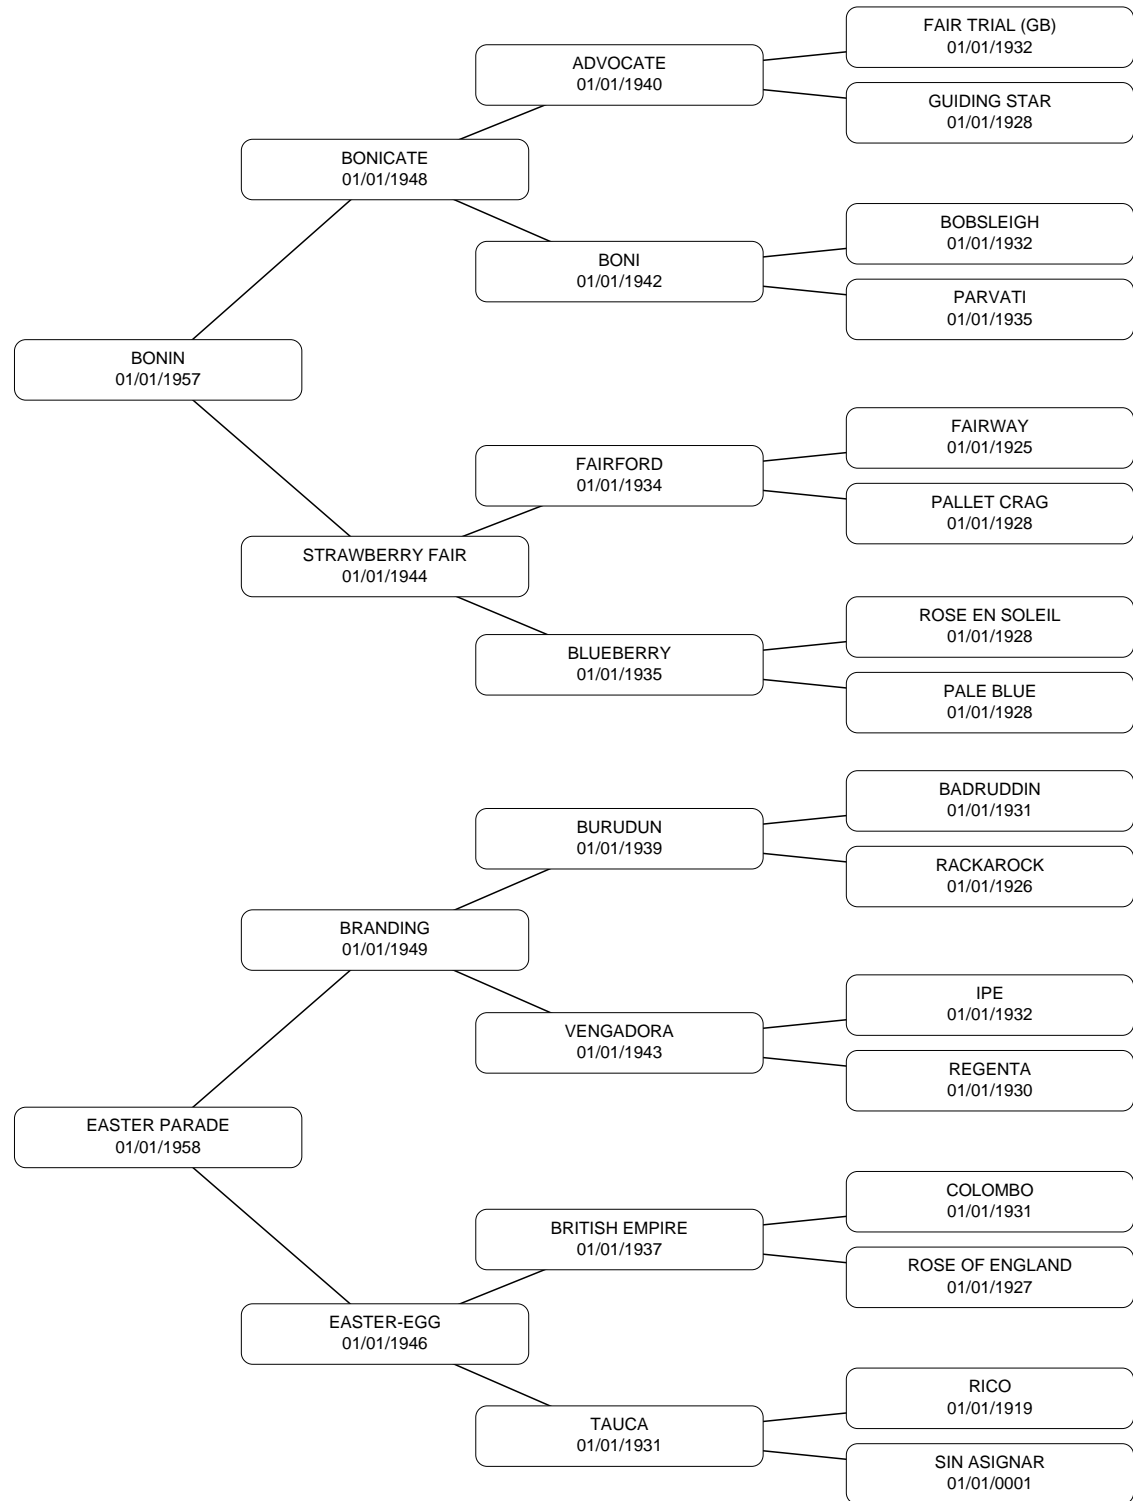 FAIR TRIAL (GB)
01/01/1932
ADVOCATE
01/01/1940
GUIDING STAR
01/01/1928
BONICATE
01/01/1948
BOBSLEIGH
01/01/1932
BONI
01/01/1942
PARVATI
01/01/1935
BONIN
01/01/1957
FAIRWAY
01/01/1925
FAIRFORD
01/01/1934
PALLET CRAG
01/01/1928
STRAWBERRY FAIR
01/01/1944
ROSE EN SOLEIL
01/01/1928
BLUEBERRY
01/01/1935
PALE BLUE
01/01/1928
BADRUDDIN
01/01/1931
BURUDUN
01/01/1939
RACKAROCK
01/01/1926
BRANDING
01/01/1949
IPE
01/01/1932
VENGADORA
01/01/1943
REGENTA
01/01/1930
EASTER PARADE
01/01/1958
COLOMBO
01/01/1931
BRITISH EMPIRE
01/01/1937
ROSE OF ENGLAND
01/01/1927
EASTER-EGG
01/01/1946
RICO
01/01/1919
TAUCA
01/01/1931
SIN ASIGNAR
01/01/0001